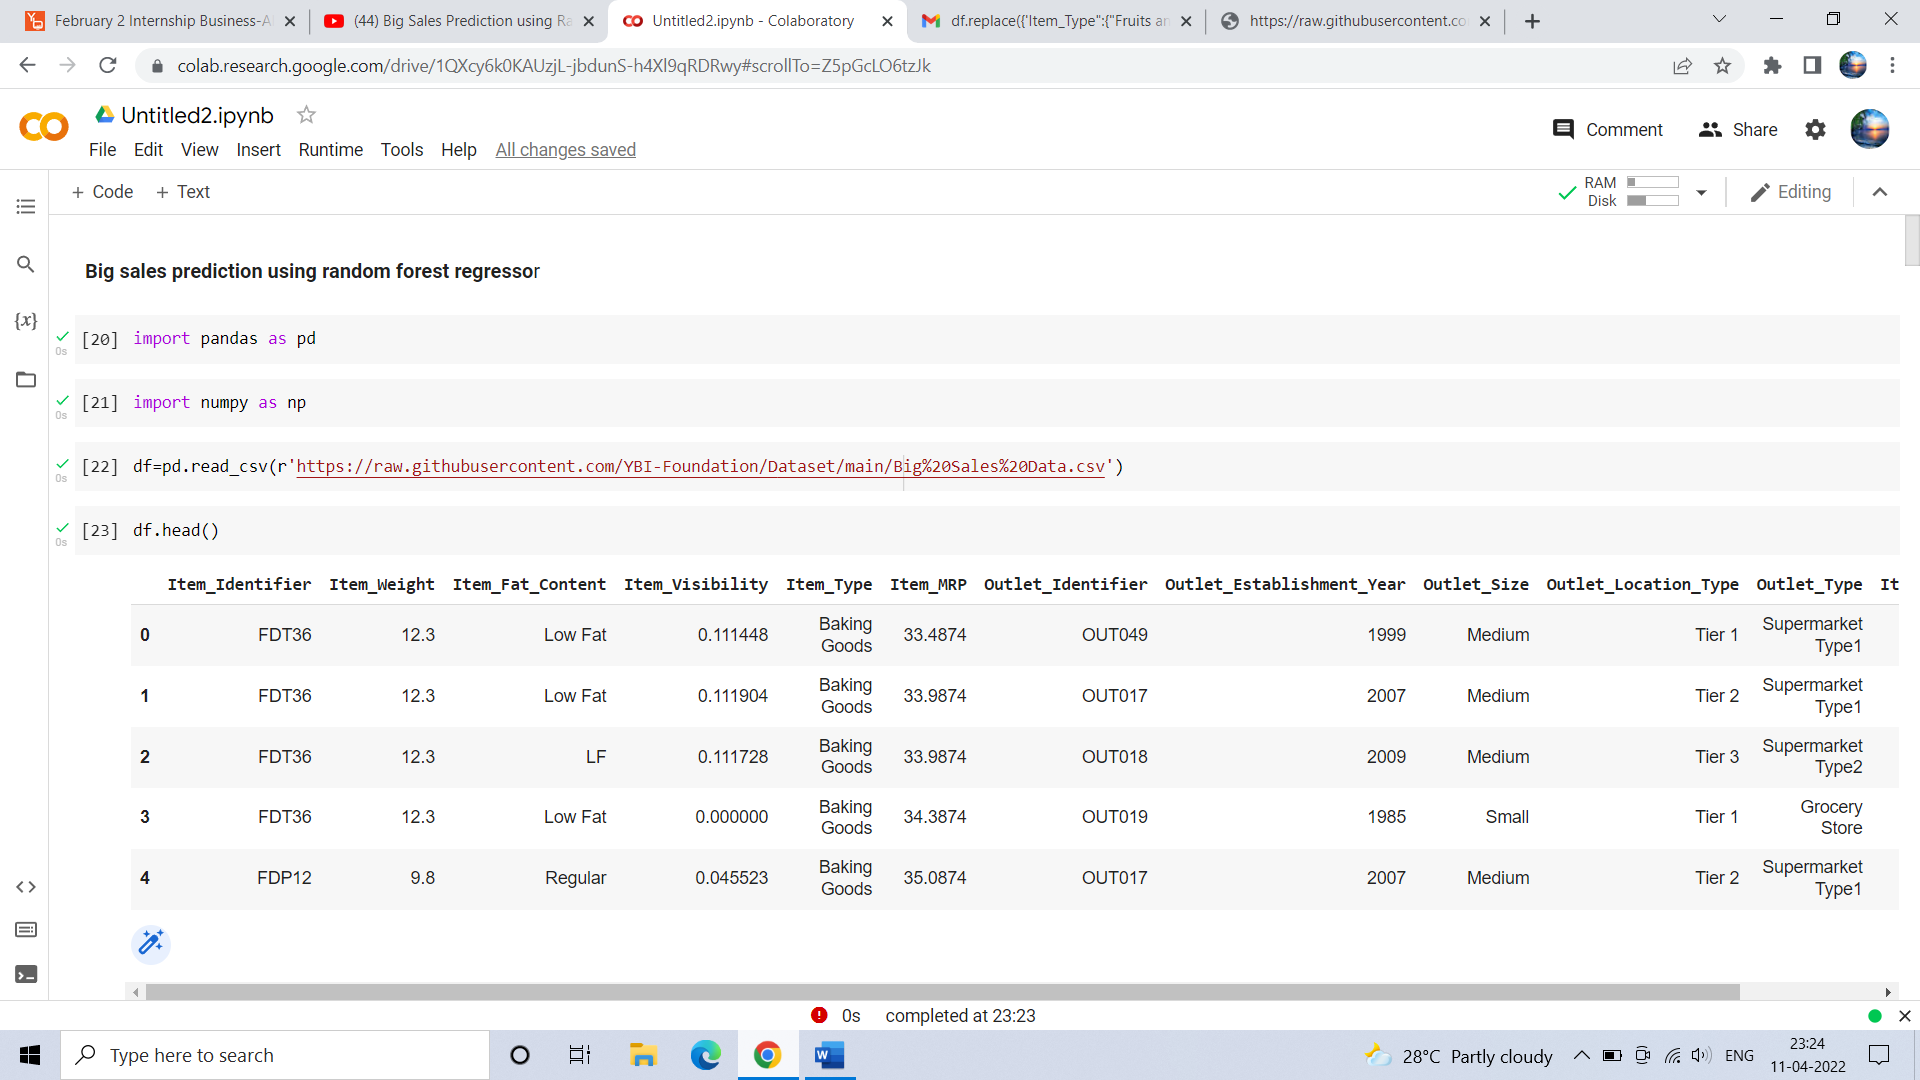 February 2 Internship Business-A
(44) Big Sales Prediction using Ra
Untitled2.ipynb - Colaboratory
df.replace({'Item_Type':{"Fruits an
https://raw.githubusercontent.co
colab.research.google.com/drive/1QXcy6k0KAUzjL-jbdunS-h4Xl9qRDRwy#scrollTo=Z5pGcLO6tzJk
Untitled2.ipynb
Comment Share
File Edit View Insert Runtime Tools Help All changes saved
+ Code + Text
RAM
Disk
Editing
Big sales prediction using random forest regressor
{x}
[20] import pandas as pd
0s
[21] import numpy as np
0s
[22] df=pd.read_csv(r'https://raw.githubusercontent.com/YBI-Foundation/Dataset/main/Big%20Sales%20Data.csv')
0s
[23] df.head()
0s
Item_Identifier Item_Weight Item_Fat_Content Item_Visibility Item_Type Item_MRP Outlet_Identifier Outlet_Establishment_Year Outlet_Size Outlet_Location_Type Outlet_Type It
0 FDT36 12.3 Low Fat 0.111448 Baking Goods 33.4874 OUT049 1999 Medium Tier 1 Supermarket Type1
1 FDT36 12.3 Low Fat 0.111904 Baking Goods 33.9874 OUT017 2007 Medium Tier 2 Supermarket Type1
2 FDT36 12.3 LF 0.111728 Baking Goods 33.9874 OUT018 2009 Medium Tier 3 Supermarket Type2
3 FDT36 12.3 Low Fat 0.000000 Baking Goods 34.3874 OUT019 1985 Small Tier 1 Grocery Store
4 FDP12 9.8 Regular 0.045523 Baking Goods 35.0874 OUT017 2007 Medium Tier 2 Supermarket Type1
0s completed at 23:23
Type here to search
28°C Partly cloudy
ENG
23:24
11-04-2022